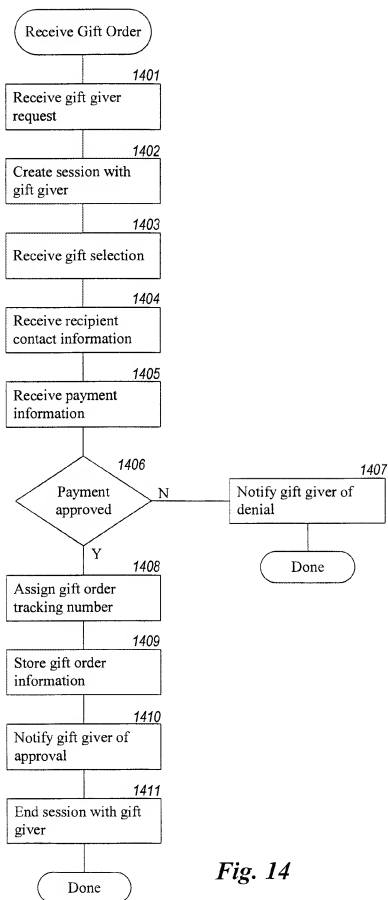 Receive Gift Order
1401
Receive gift giver
request
1402
Create session with
gift giver
1403
Receive gift selection
1404
Receive recipient
contact information
1405
Receive payment
information
1406
Payment
approved
N
1407
Notify gift giver of
denial
Done
Y
1408
Assign gift order
tracking number
1409
Store gift order
information
1410
Notify gift giver of
approval
1411
End session with gift
giver
Done
Fig. 14